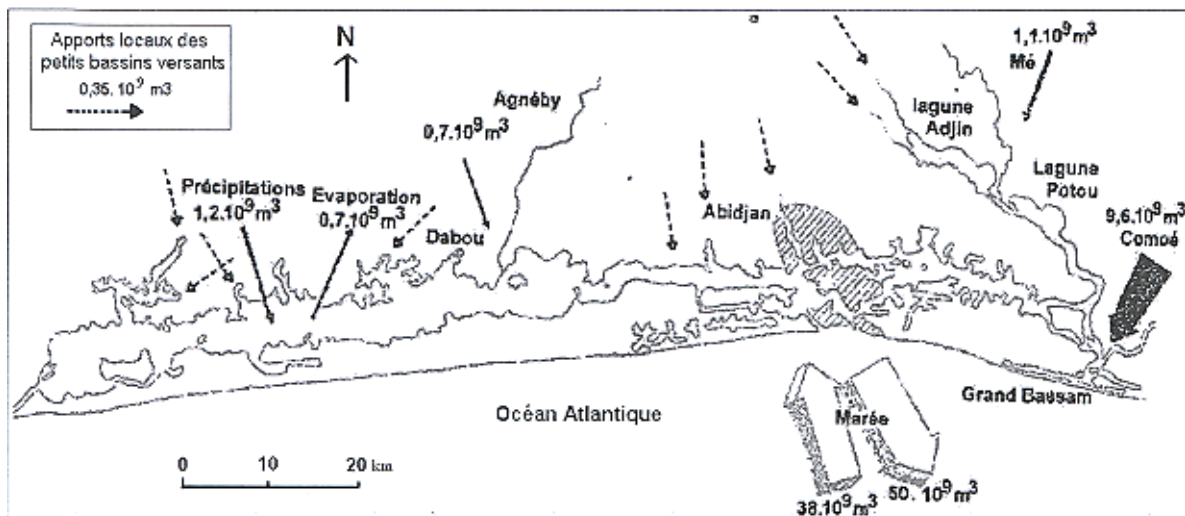 Apports locaux des
petits bassins versants
0,35. 10⁹ m3
N
Agnéby
0,7.10⁹m³
1,1.10⁹m³
Mé
lagune
Adjin
Lagune
Potou
9,6.10⁹m³
Comoé
Précipitations
1,2.10⁹m³
Evaporation
0,7.10⁹m³
Dabou
Abidjan
Grand Bassam
Océan Atlantique
Marée
38.10⁹m³
50. 10⁹m³
0 10 20 km